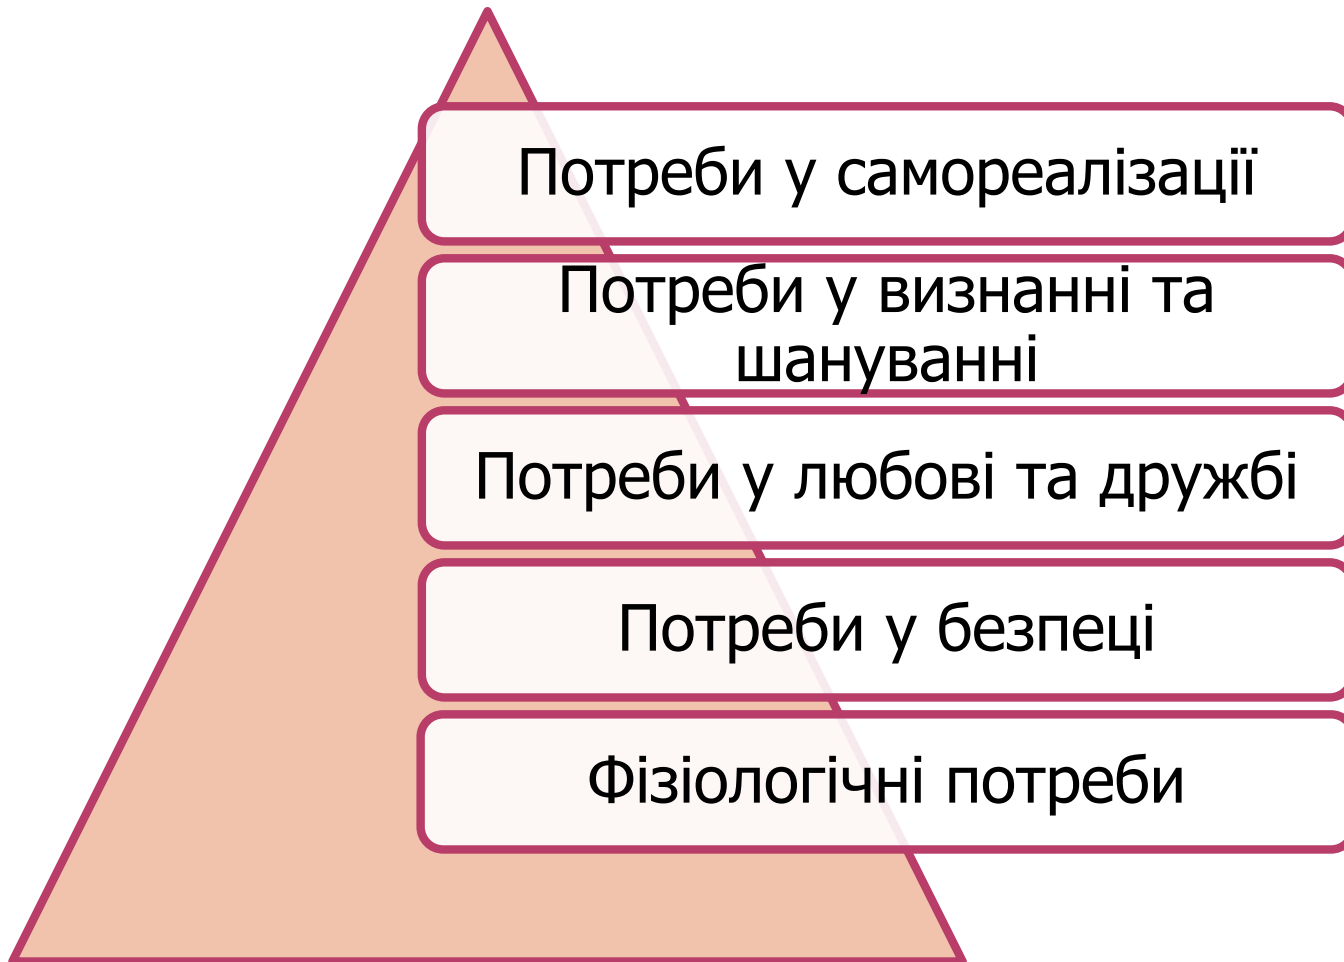 Потреби у самореалізації
Потреби у визнанні та
шануванні
Потреби у любові та дружбі
Потреби у безпеці
Фізіологічні потреби